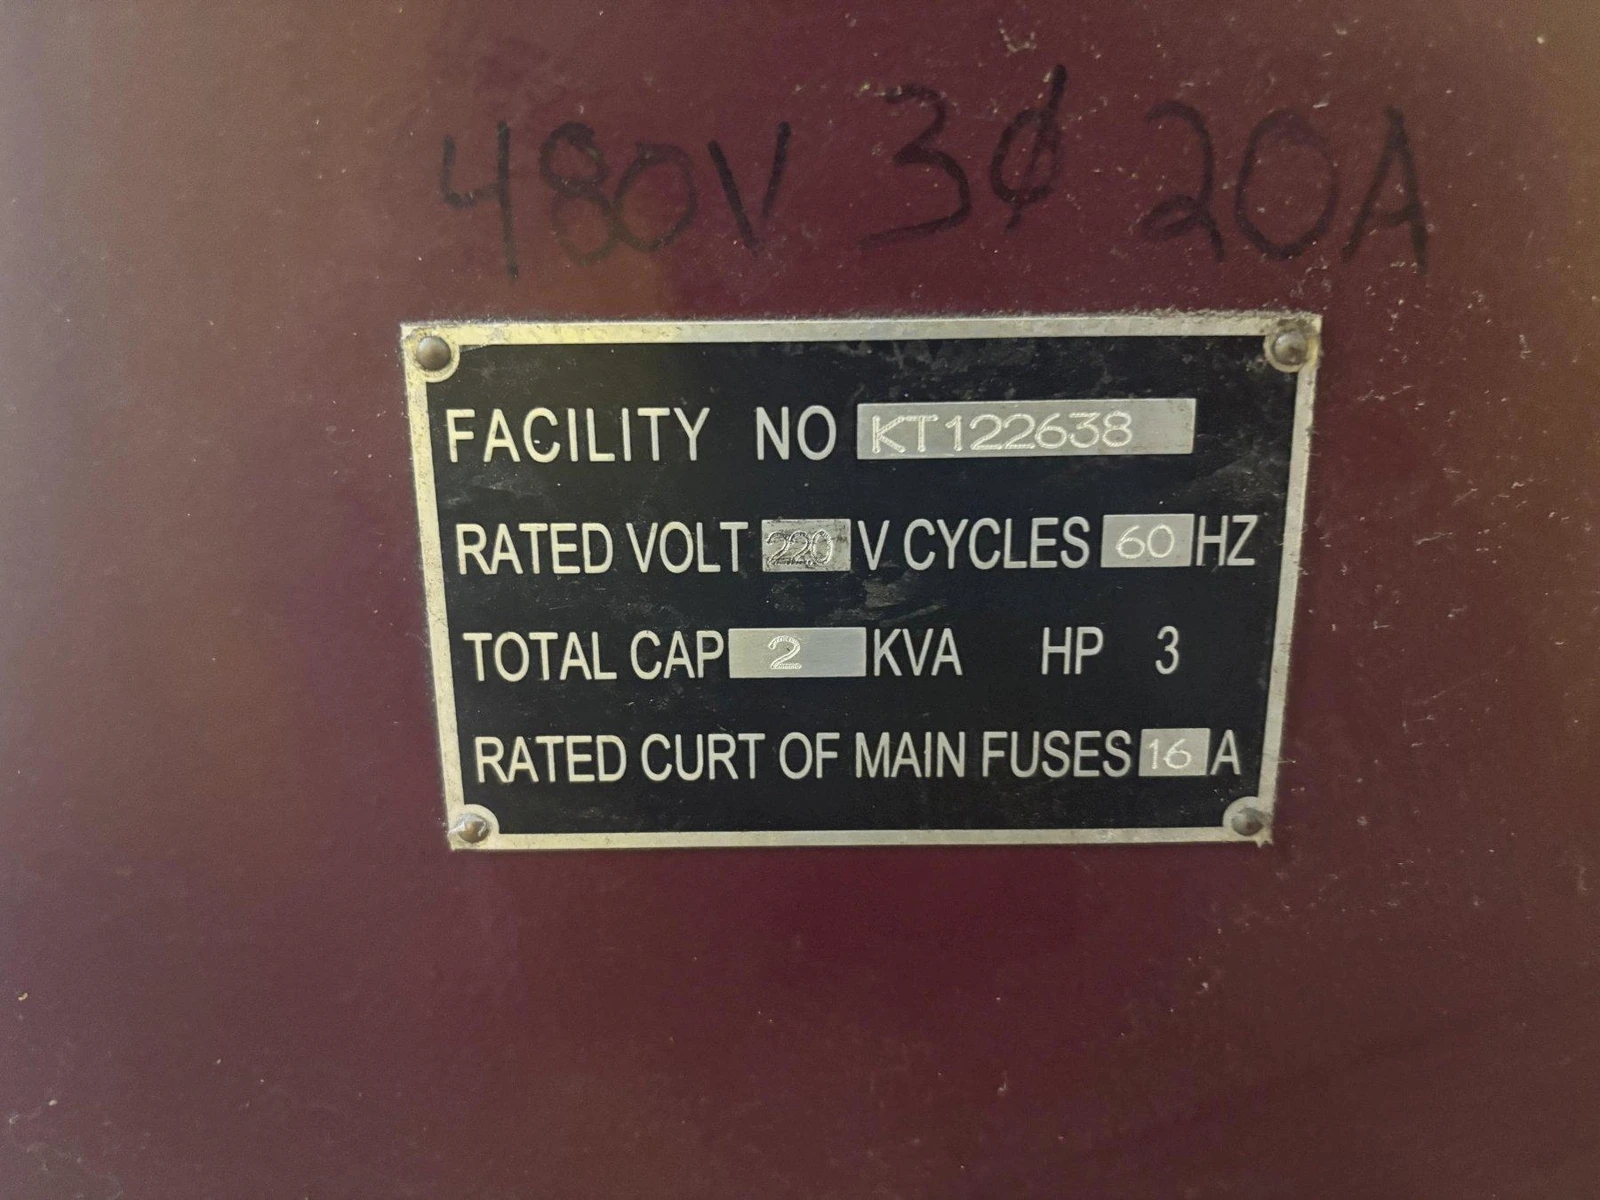 480V 3¢ 20A
FACILITY NO KT122638
RATED VOLT 220 V CYCLES 60 HZ
TOTAL CAP 2 KVA HP 3
RATED CURT OF MAIN FUSES 16 A